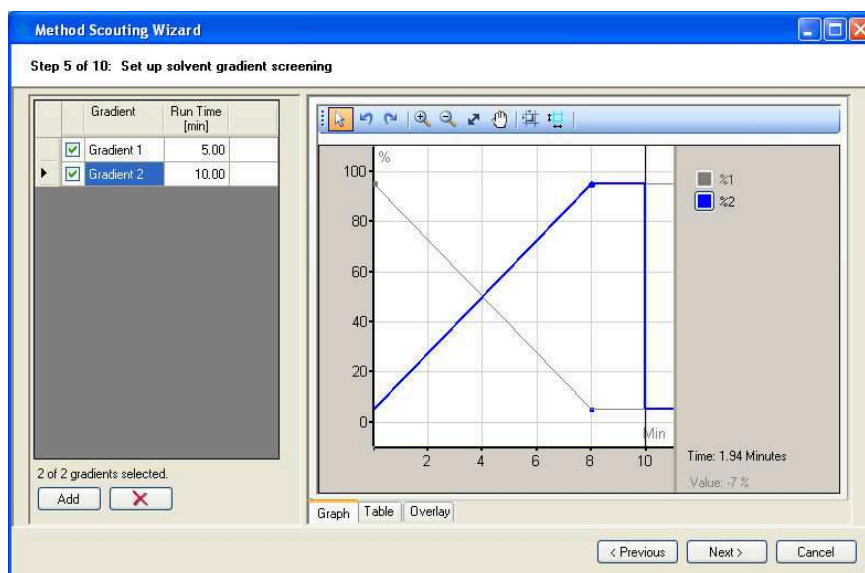 Method Scouting Wizard
Step 5 of 10: Set up solvent gradient screening
Gradient Run Time [min]
Gradient 1 5.00
Gradient 2 10.00
2 of 2 gradients selected.
Add
%
100
80
60
40
20
0
2 4 6 8 10
Min
%1
%2
Time: 1.94 Minutes
Value: -7 %
Graph Table Overlay
< Previous Next > Cancel